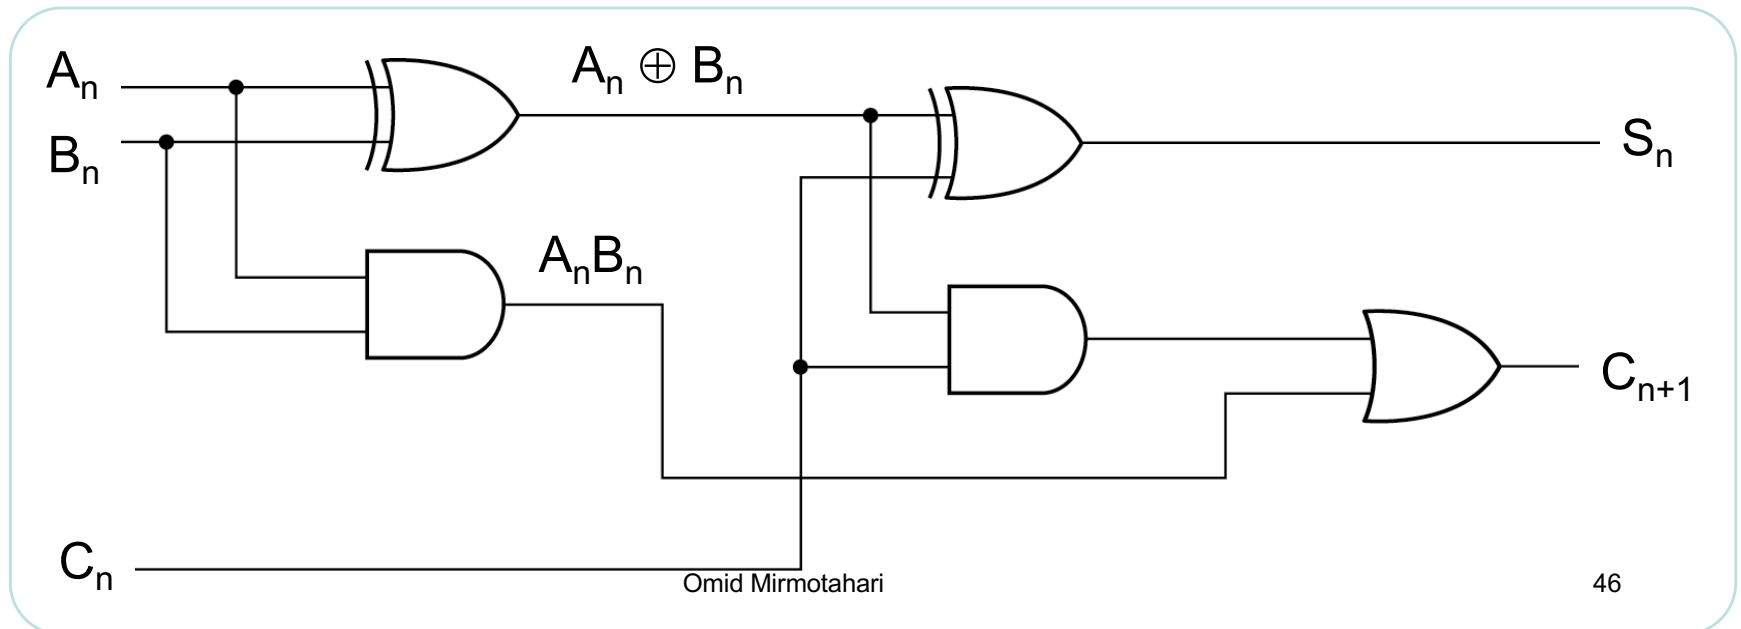 Aₙ
Aₙ ⊕ Bₙ
Bₙ
Sₙ
AₙBₙ
Cₙ₊₁
Cₙ
Omid Mirmotahari
46